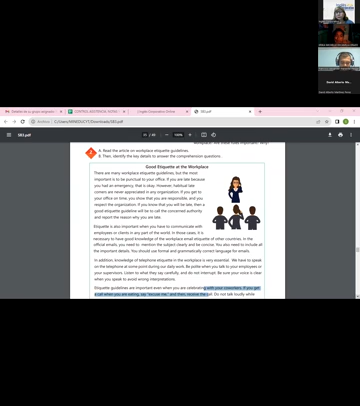 SB3.pdf
SB3.pdf
A. Read the article on workplace etiquette guidelines.
B. Then, identify the key details to answer the comprehension questions.
Good Etiquette at the Workplace
There are many workplace etiquette guidelines, but the most
important is to be punctual to your office. If you are late because
you had an emergency, that is okay. However, habitual late
comers are never appreciated in any organization. If you get to
your office on time, you show that you are responsible, and you
respect the organization. If you know that you will be late, then a
good etiquette guideline will be to call the concerned authority
and report the reason why you are late.
Etiquette is also important when you have to communicate with
employees or clients in any part of the world. In those cases, it is
necessary to have good knowledge of the workplace email etiquette of other countries. In the
official emails, you need to mention the subject clearly and be concise. You also need to include all
the important details. You should use formal and grammatically correct language for emails.
In addition, knowledge of telephone etiquette in the workplace is very essential. We have to speak
on the telephone at some point during our daily work. Be polite when you talk to your employees or
your supervisors. Listen to what they say carefully, and do not interrupt. Be sure your voice is clear
when you speak to avoid wrong interpretations.
Etiquette guidelines are important even when you are celebrating with your coworkers. If you get
a call when you are eating, say "excuse me," and then, receive the call. Do not talk loudly while